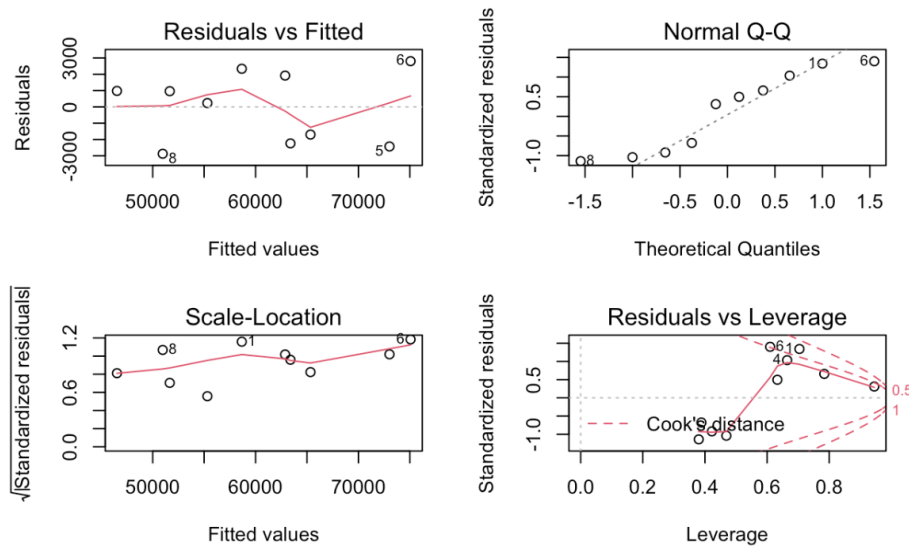 Residuals vs Fitted
Residuals
3000
0
-3000
6
8
5
50000 60000 70000
Fitted values
Normal Q-Q
Standardized residuals
0.5
-1.0
1
6
8
-1.5 -0.5 0.0 0.5 1.0 1.5
Theoretical Quantiles
Scale-Location
√|Standardized residuals|
1.2
0.6
0.0
8
1
6
50000 60000 70000
Fitted values
Residuals vs Leverage
Standardized residuals
0.5
-1.0
6
1
4
0.5
1
Cook's distance
0.0 0.2 0.4 0.6 0.8
Leverage